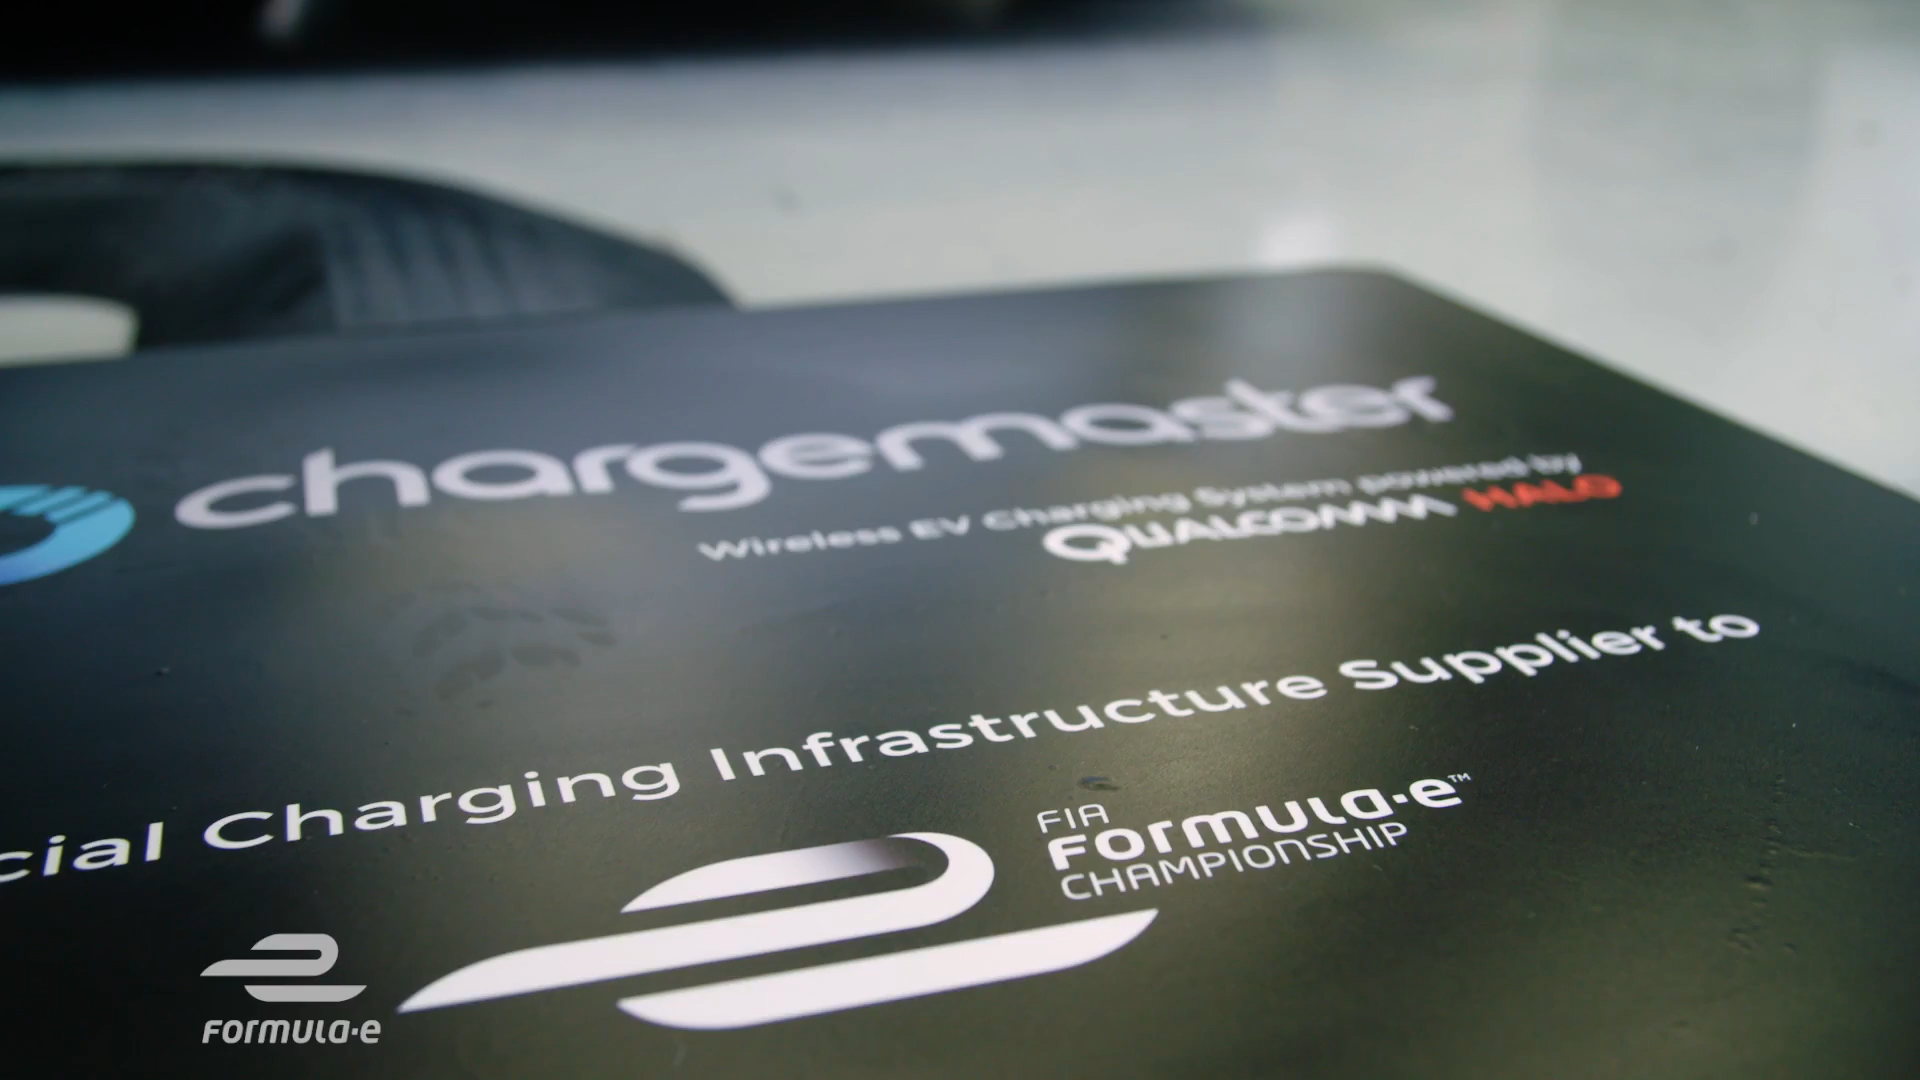 chargemaster
Wireless EV Charging System powered by
QUALCOMM HALO
cial Charging Infrastructure Supplier to
FIA
FORMULA·e™
CHAMPIONSHIP
FORMULA·e